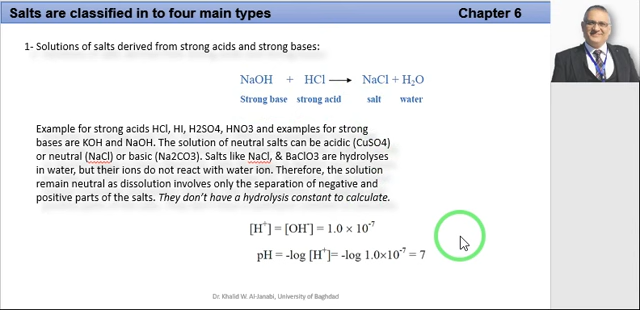 Salts are classified in to four main types Chapter 6
1- Solutions of salts derived from strong acids and strong bases:
NaOH + HCl ⟶ NaCl + H₂O
Strong base strong acid salt water
Example for strong acids HCl, HI, H2SO4, HNO3 and examples for strong
bases are KOH and NaOH. The solution of neutral salts can be acidic (CuSO4)
or neutral (NaCl) or basic (Na2CO3). Salts like NaCl, & BaClO3 are hydrolyses
in water, but their ions do not react with water ion. Therefore, the solution
remain neutral as dissolution involves only the separation of negative and
positive parts of the salts. They don't have a hydrolysis constant to calculate.
[H⁺] = [OH⁻] = 1.0 × 10⁻⁷
pH = -log [H⁺]= -log 1.0×10⁻⁷ = 7
Dr. Khalid W. Al-Janabi, University of Baghdad